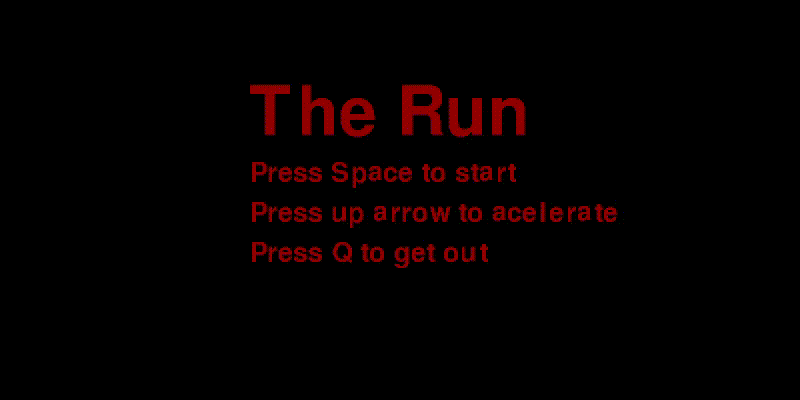 The Run
Press Space to start
Press up arrow to acelerate
Press Q to get out